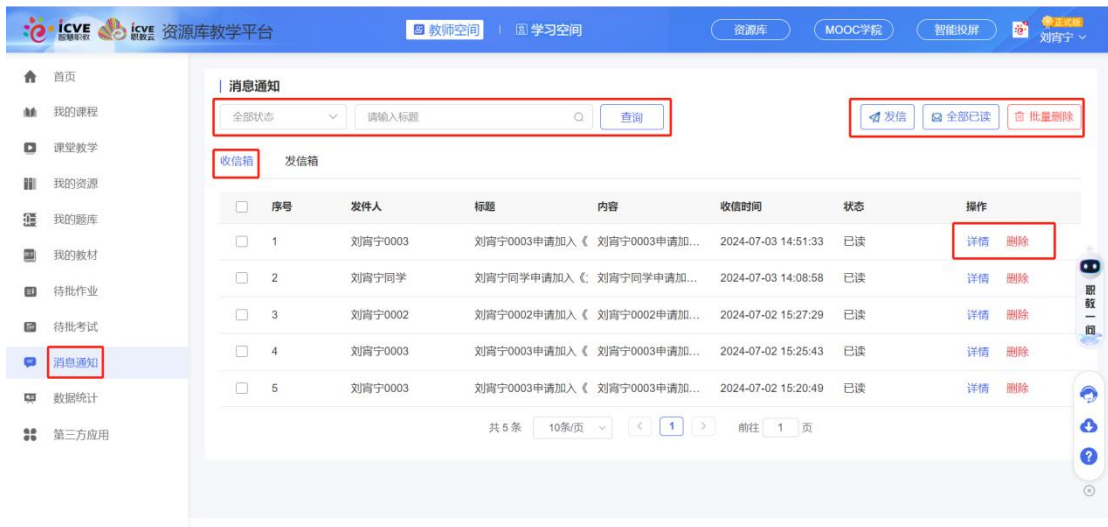 icve 智慧职教 icve 职教云 资源库教学平台 教师空间 学习空间 资源库 MOOC学院 智能投屏 正式版 刘宵宁
首页
我的课程
课堂教学
我的资源
我的题库
我的教材
待批作业
待批考试
消息通知
数据统计
第三方应用
消息通知
全部状态 请输入标题 查询 发信 全部已读 批量删除
收信箱 发信箱
序号 发件人 标题 内容 收信时间 状态 操作
1 刘宵宁0003 刘宵宁0003申请加入《 刘宵宁0003申请加... 2024-07-03 14:51:33 已读 详情 删除
2 刘宵宁同学 刘宵宁同学申请加入《 刘宵宁同学申请加... 2024-07-03 14:08:58 已读 详情 删除
3 刘宵宁0002 刘宵宁0002申请加入《 刘宵宁0002申请加... 2024-07-02 15:27:29 已读 详情 删除
4 刘宵宁0003 刘宵宁0003申请加入《 刘宵宁0003申请加... 2024-07-02 15:25:43 已读 详情 删除
5 刘宵宁0003 刘宵宁0003申请加入《 刘宵宁0003申请加... 2024-07-02 15:20:49 已读 详情 删除
共 5 条 10条/页 < 1 > 前往 1 页
职教一问